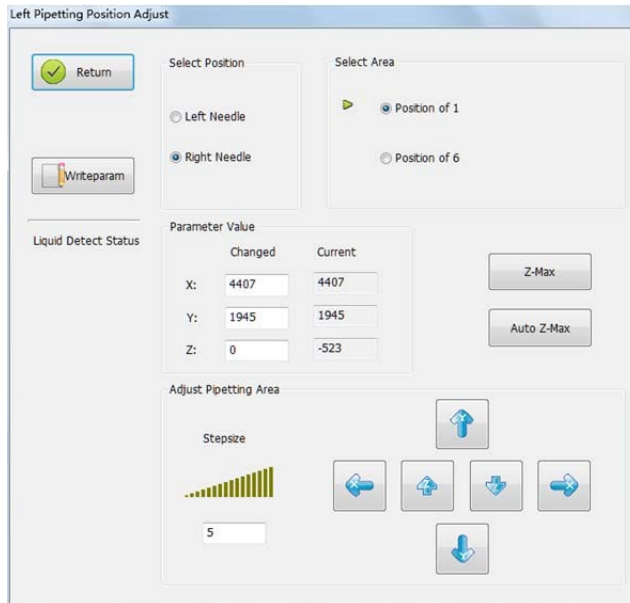 Left Pipetting Position Adjust
Return
Writeparam
Liquid Detect Status
Select Position
Left Needle
Right Needle
Select Area
Position of 1
Position of 6
Parameter Value
Changed Current
X: 4407 4407
Y: 1945 1945
Z: 0 -523
Z-Max
Auto Z-Max
Adjust Pipetting Area
Stepsize
5